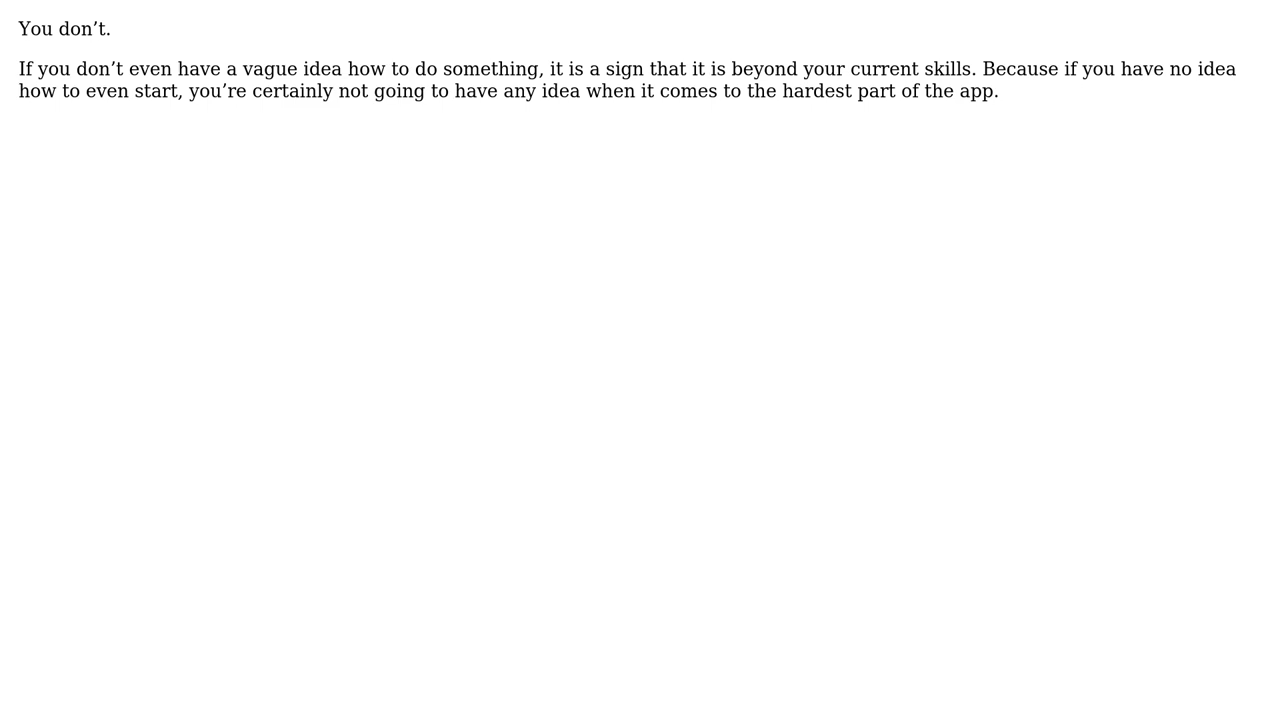 You don’t.
If you don’t even have a vague idea how to do something, it is a sign that it is beyond your current skills. Because if you have no idea
how to even start, you’re certainly not going to have any idea when it comes to the hardest part of the app.